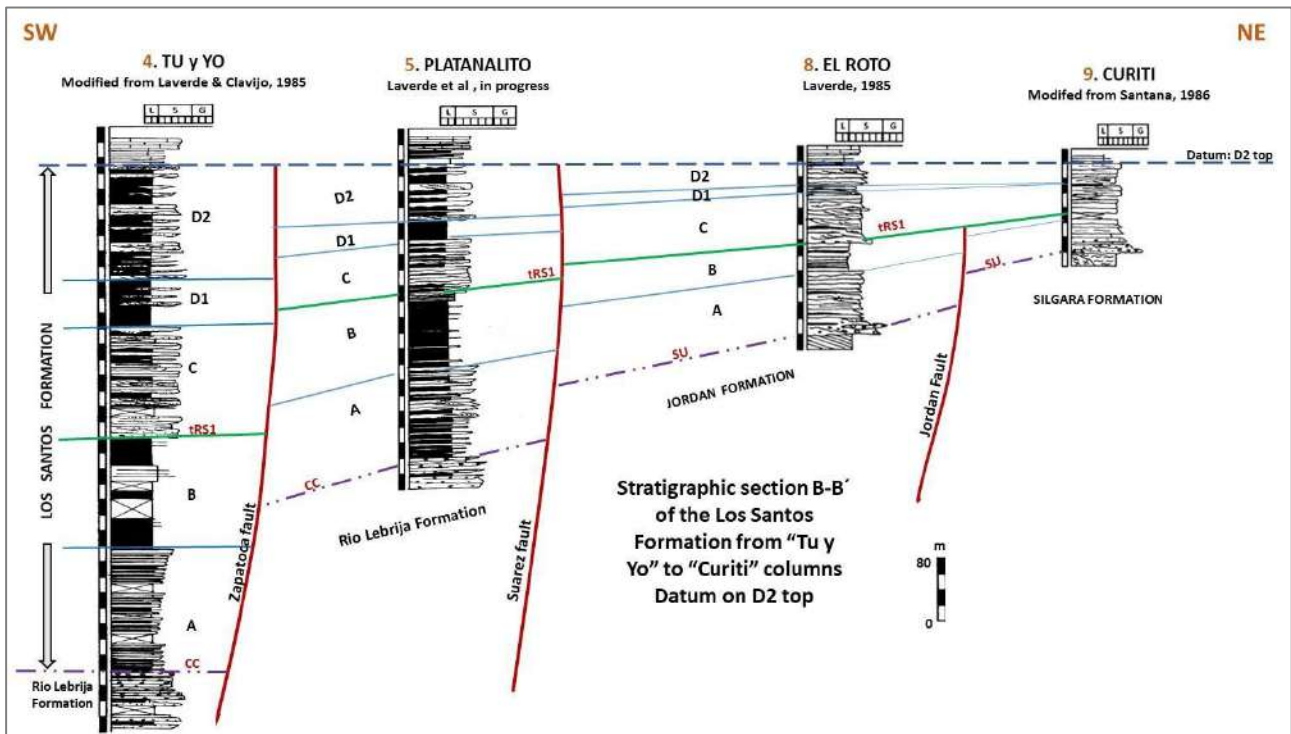 SW
NE
4. TU y YO
Modified from Laverde & Clavijo, 1985
5. PLATANALITO
Laverde et al , in progress
8. EL ROTO
Laverde, 1985
9. CURITI
Modifed from Santana, 1986
L S G
L S G
L S G
L S G
Datum: D2 top
D2
D2
D2
D1
D1
D1
C
C
C
tRS1
tRS1
tRS1
B
B
B
A
A
A
SU
SU
CC
CC
LOS SANTOS FORMATION
Zapatoca fault
Suarez fault
Jordan Fault
SILGARA FORMATION
JORDAN FORMATION
Rio Lebrija Formation
Rio Lebrija
Formation
Stratigraphic section B-B´
of the Los Santos
Formation from “Tu y
Yo” to “Curiti” columns
Datum on D2 top
m
80
0